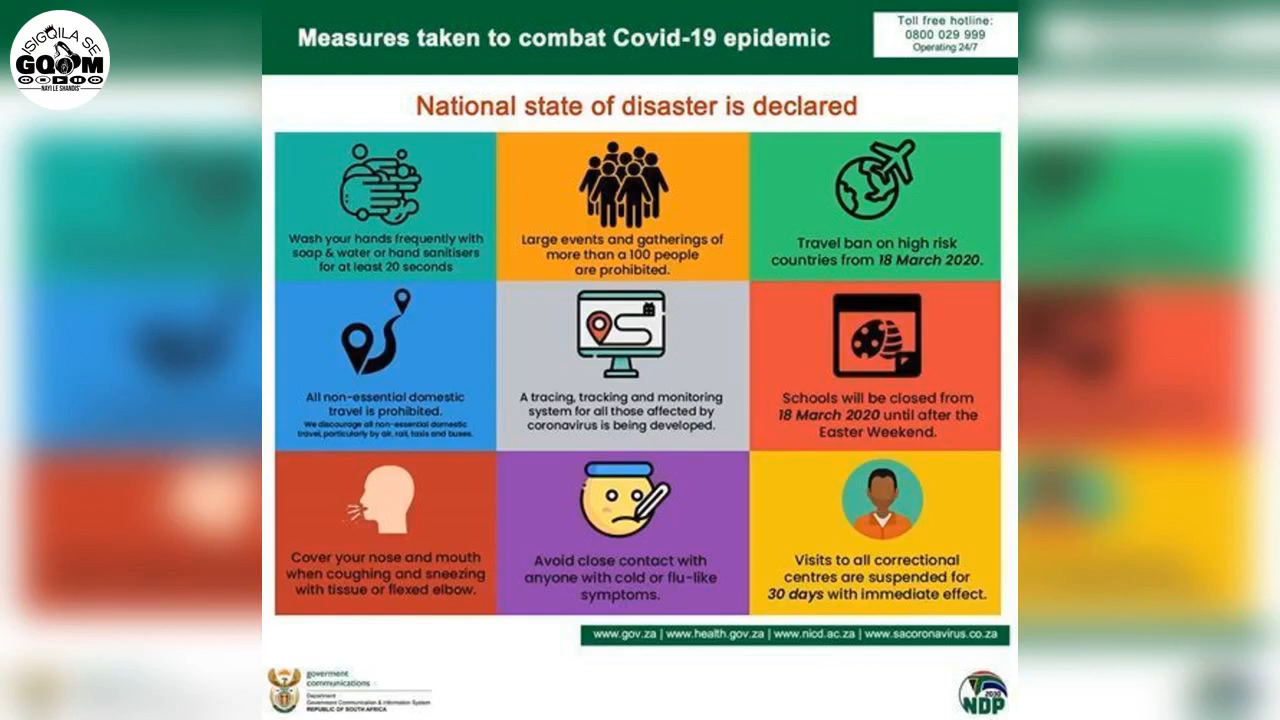 ISIGQILA SE
GQOM
NAYI LE SHANDIS'
Measures taken to combat Covid-19 epidemic
Toll free hotline:
0800 029 999
Operating 24/7
National state of disaster is declared
Wash your hands frequently with
soap & water or hand sanitisers
for at least 20 seconds
Large events and gatherings of
more than a 100 people
are prohibited.
Travel ban on high risk
countries from 18 March 2020.
All non-essential domestic
travel is prohibited.
We discourage all non-essential domestic
travel, particularly by air, rail, taxis and buses.
A tracing, tracking and monitoring
system for all those affected by
coronavirus is being developed.
Schools will be closed from
18 March 2020 until after the
Easter Weekend.
Cover your nose and mouth
when coughing and sneezing
with tissue or flexed elbow.
Avoid close contact with
anyone with cold or flu-like
symptoms.
Visits to all correctional
centres are suspended for
30 days with immediate effect.
www.gov.za | www.health.gov.za | www.nicd.ac.za | www.sacoronavirus.co.za
goverment
communications
Department
Government Communication & Information System
REPUBLIC OF SOUTH AFRICA
2030
NDP